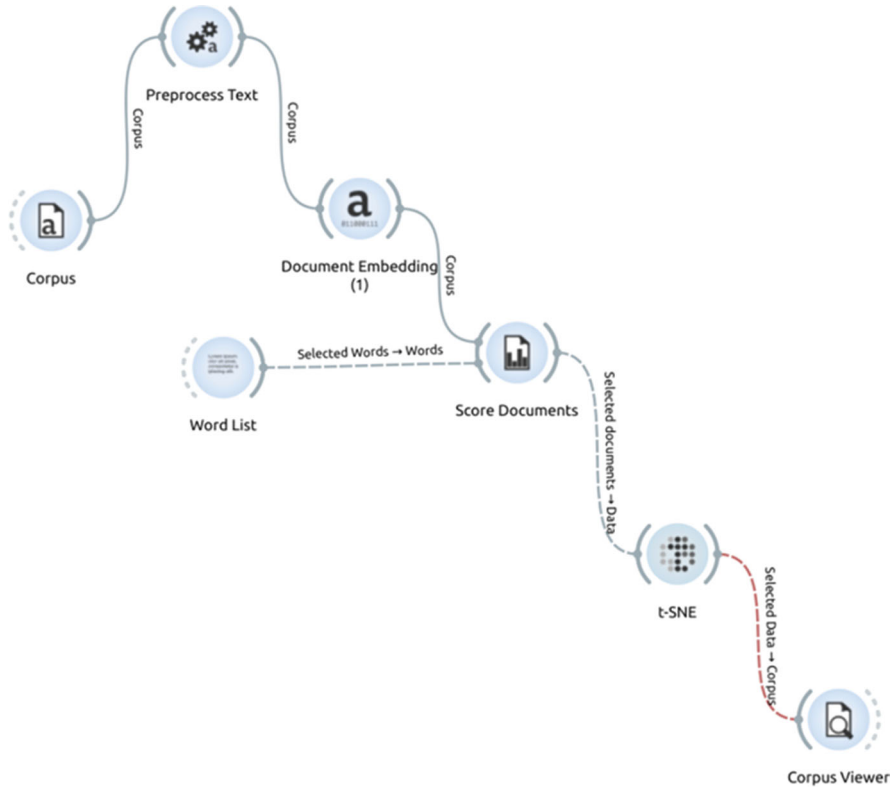 Preprocess Text
Corpus
Corpus
a
a
Corpus
a
Document Embedding
(1)
Corpus
Selected Words → Words
Word List
Score Documents
Selected documents → Data
t-SNE
Selected Data → Corpus
Corpus Viewer